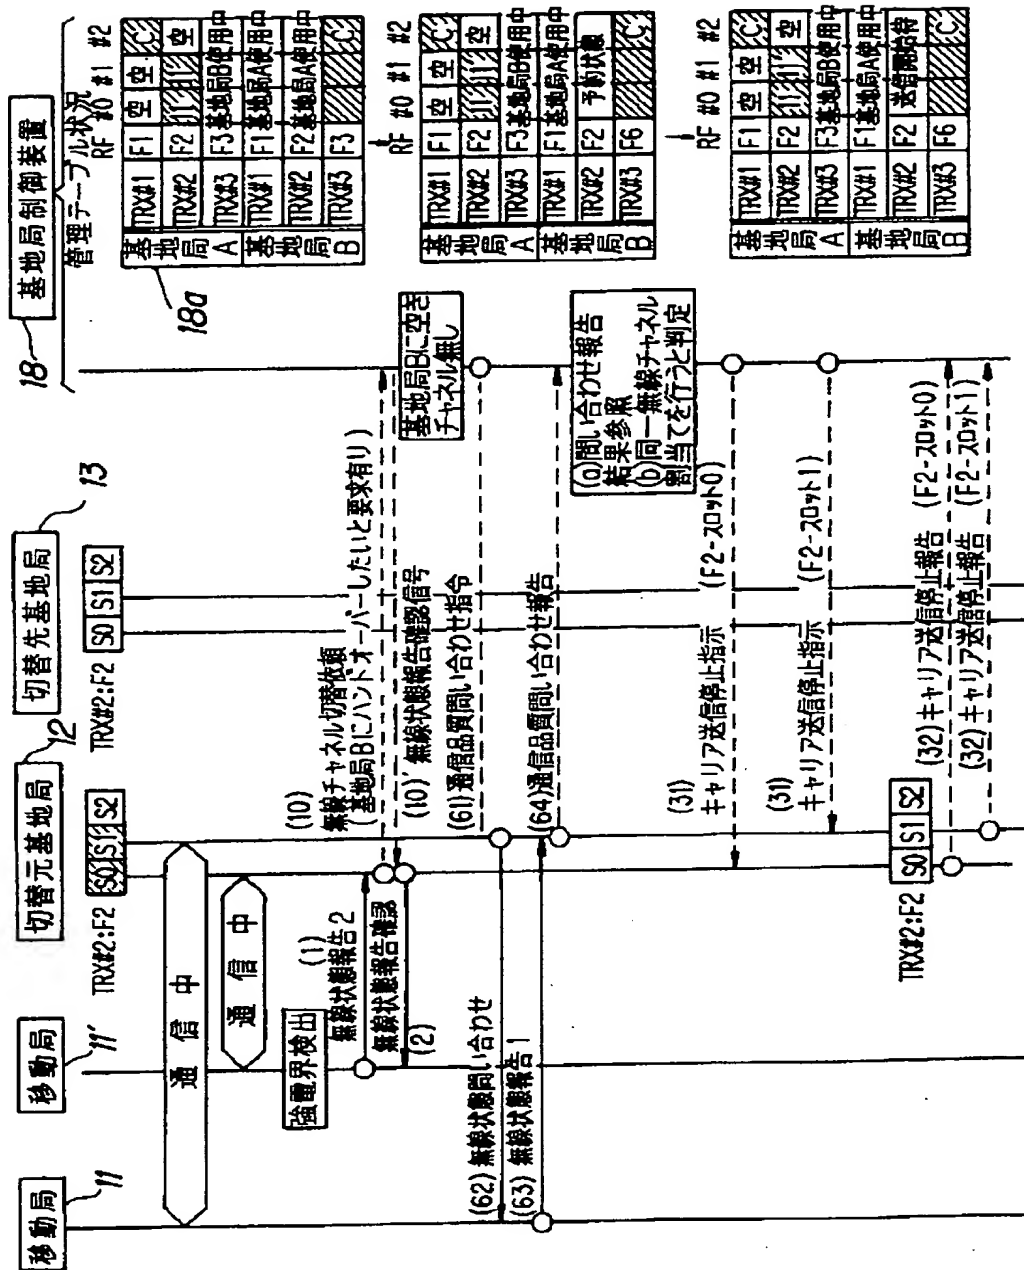 移動局
11
移動局
11'
切替元基地局
12
TRX#2:F2
S0 S1 S2
切替先基地局
13
TRX#2:F2
S0 S1 S2
18
基地局制御装置
管理テーブル状況
RF #0 #1 #2
基地局A
TRX#1 F1 空 空 C
TRX#2 F2 11 11' 空
TRX#3 F3 基地局B使用中
基地局B
TRX#1 F1 基地局A使用中
TRX#2 F2 基地局A使用中
TRX#3 F3 C
18a
通信中
通信中
強電界検出
(1)
無線状態報告2
無線状態報告確認
(2)
(10)
無線チャネル切替依頼
(基地局Bにハンドオーバーしたいと要求有り)
(10)' 無線状態報告確認信号
基地局Bに空き
チャネル無し
(61)通信品質問い合わせ指令
(62)無線状態問い合わせ
(63)無線状態報告1
(64)通信品質問い合わせ報告
RF #0 #1 #2
基地局A
TRX#1 F1 空 空 C
TRX#2 F2 11 11' 空
TRX#3 F3 基地局B使用中
基地局B
TRX#1 F1 基地局A使用中
TRX#2 F2 予約状態
TRX#3 F6 C
(a)問い合わせ報告
結果参照
(b)同一無線チャネル
割当てを行うと判定
(31)
キャリア送信停止指示 (F2-スロット0)
(31)
キャリア送信停止指示 (F2-スロット1)
RF #0 #1 #2
基地局A
TRX#1 F1 空 空 C
TRX#2 F2 11 11' 空
TRX#3 F3 基地局B使用中
基地局B
TRX#1 F1 基地局A使用中
TRX#2 F2 送信開始待
TRX#3 F6 C
TRX#2:F2
S0 S1 S2
(32)キャリア送信停止報告 (F2-スロット0)
(32)キャリア送信停止報告 (F2-スロット1)